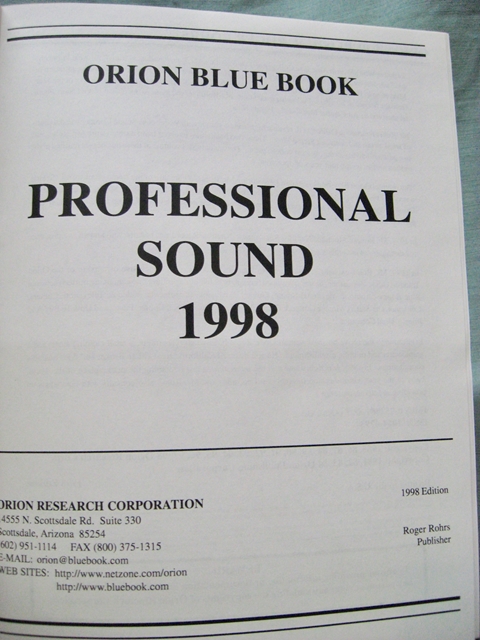 ORION BLUE BOOK
PROFESSIONAL
SOUND
1998
ORION RESEARCH CORPORATION
14555 N. Scottsdale Rd. Suite 330
Scottsdale, Arizona 85254
(602) 951-1114 FAX (800) 375-1315
E-MAIL: orion@bluebook.com
WEB SITES: http://www.netzone.com/orion
http://www.bluebook.com
1998 Edition
Roger Rohrs
Publisher